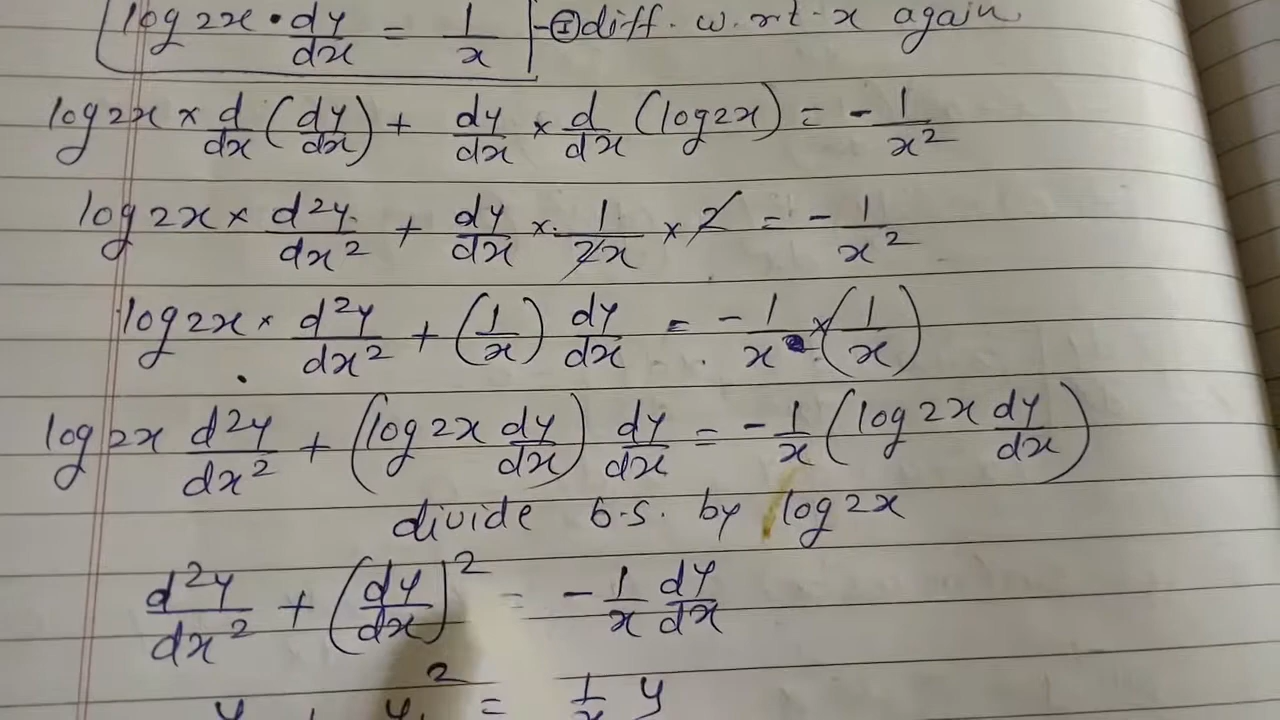 log 2x · dy/dx = 1/x - ① diff. w.r.t. x again
log 2x × d/dx (dy/dx) + dy/dx × d/dx (log 2x) = - 1/x²
log 2x × d²y/dx² + dy/dx × 1/2x × 2 = - 1/x²
log 2x × d²y/dx² + (1/x) dy/dx = - 1/x × (1/x)
log 2x d²y/dx² + (log 2x dy/dx) dy/dx = - 1/x (log 2x dy/dx)
divide b.s. by log 2x
d²y/dx² + (dy/dx)² = - 1/x dy/dx